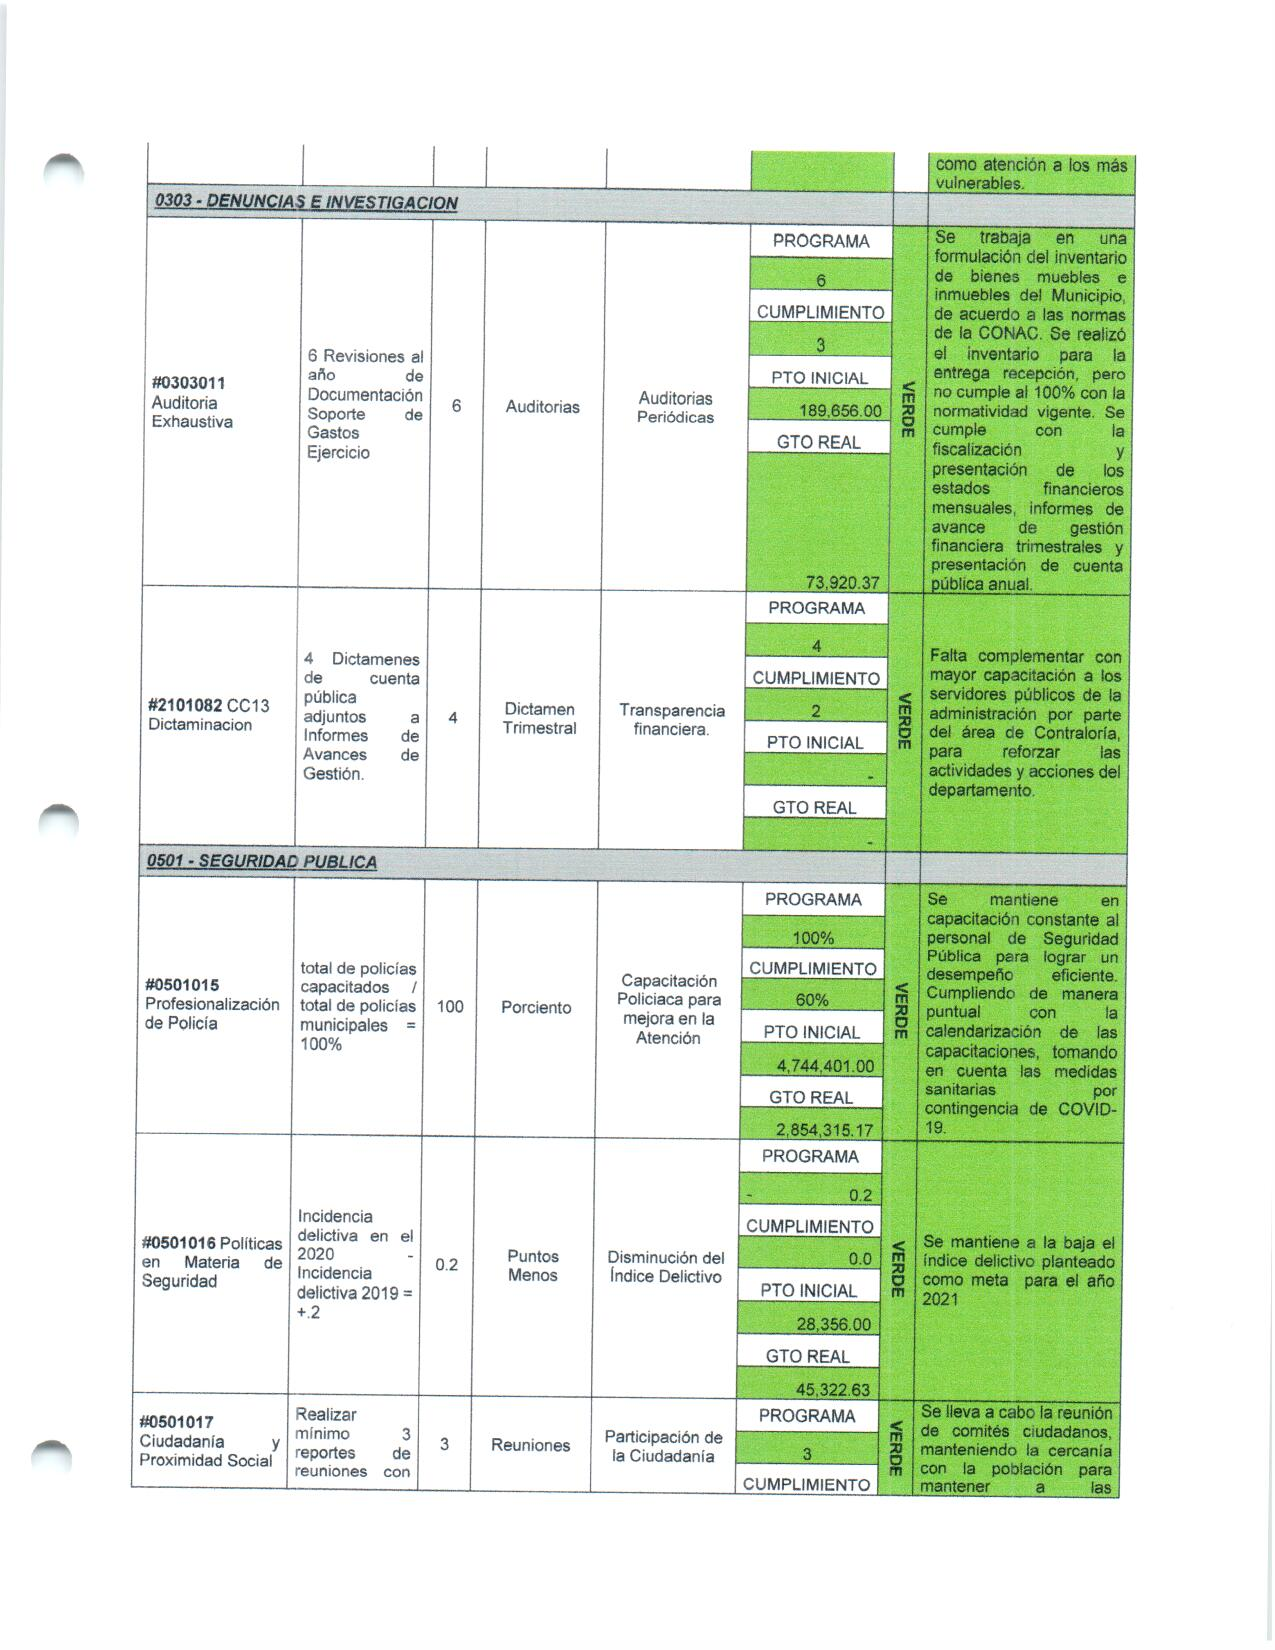 como atención a los más
vulnerables.
0303 - DENUNCIAS E INVESTIGACION
#0303011
Auditoria
Exhaustiva
6 Revisiones al
año de
Documentación
Soporte de
Gastos
Ejercicio
6
Auditorias
Auditorias
Periódicas
PROGRAMA
6
CUMPLIMIENTO
3
PTO INICIAL
189,656.00
GTO REAL
73,920.37
VERDE
Se trabaja en una
formulación del inventario
de bienes muebles e
inmuebles del Municipio,
de acuerdo a las normas
de la CONAC. Se realizó
el inventario para la
entrega recepción, pero
no cumple al 100% con la
normatividad vigente. Se
cumple con la
fiscalización y
presentación de los
estados financieros
mensuales, informes de
avance de gestión
financiera trimestrales y
presentación de cuenta
pública anual.
#2101082 CC13
Dictaminacion
4 Dictamenes
de cuenta
pública
adjuntos a
Informes de
Avances de
Gestión.
4
Dictamen
Trimestral
Transparencia
financiera.
PROGRAMA
4
CUMPLIMIENTO
2
PTO INICIAL
-
GTO REAL
-
VERDE
Falta complementar con
mayor capacitación a los
servidores públicos de la
administración por parte
del área de Contraloría,
para reforzar las
actividades y acciones del
departamento.
0501 - SEGURIDAD PUBLICA
#0501015
Profesionalización
de Policía
total de policías
capacitados /
total de policías
municipales =
100%
100
Porciento
Capacitación
Policiaca para
mejora en la
Atención
PROGRAMA
100%
CUMPLIMIENTO
60%
PTO INICIAL
4,744,401.00
GTO REAL
2,854,315.17
VERDE
Se mantiene en
capacitación constante al
personal de Seguridad
Pública para lograr un
desempeño eficiente.
Cumpliendo de manera
puntual con la
calendarización de las
capacitaciones, tomando
en cuenta las medidas
sanitarias por
contingencia de COVID-
19.
#0501016 Políticas
en Materia de
Seguridad
Incidencia
delictiva en el
2020 -
Incidencia
delictiva 2019 =
+.2
0.2
Puntos
Menos
Disminución del
Índice Delictivo
PROGRAMA
- 0.2
CUMPLIMIENTO
0.0
PTO INICIAL
28,356.00
GTO REAL
45,322.63
VERDE
Se mantiene a la baja el
índice delictivo planteado
como meta para el año
2021
#0501017
Ciudadanía y
Proximidad Social
Realizar
mínimo 3
reportes de
reuniones con
3
Reuniones
Participación de
la Ciudadanía
PROGRAMA
3
CUMPLIMIENTO
VERDE
Se lleva a cabo la reunión
de comités ciudadanos,
manteniendo la cercanía
con la población para
mantener a las